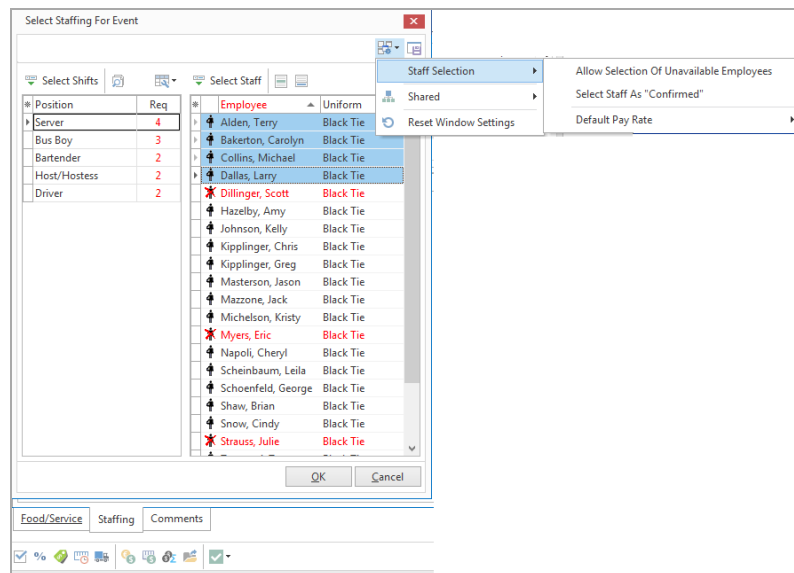 Select Staffing For Event
Select Shifts
Select Staff
Staff Selection
Shared
Reset Window Settings
Allow Selection Of Unavailable Employees
Select Staff As "Confirmed"
Default Pay Rate
Position Req
Server 4
Bus Boy 3
Bartender 2
Host/Hostess 2
Driver 2
Employee Uniform
Alden, Terry Black Tie
Bakerton, Carolyn Black Tie
Collins, Michael Black Tie
Dallas, Larry Black Tie
Dillinger, Scott Black Tie
Hazelby, Amy Black Tie
Johnson, Kelly Black Tie
Kipplinger, Chris Black Tie
Kipplinger, Greg Black Tie
Masterson, Jason Black Tie
Mazzone, Jack Black Tie
Michelson, Kristy Black Tie
Myers, Eric Black Tie
Napoli, Cheryl Black Tie
Scheinbaum, Leila Black Tie
Schoenfeld, George Black Tie
Shaw, Brian Black Tie
Snow, Cindy Black Tie
Strauss, Julie Black Tie
OK Cancel
Food/Service Staffing Comments